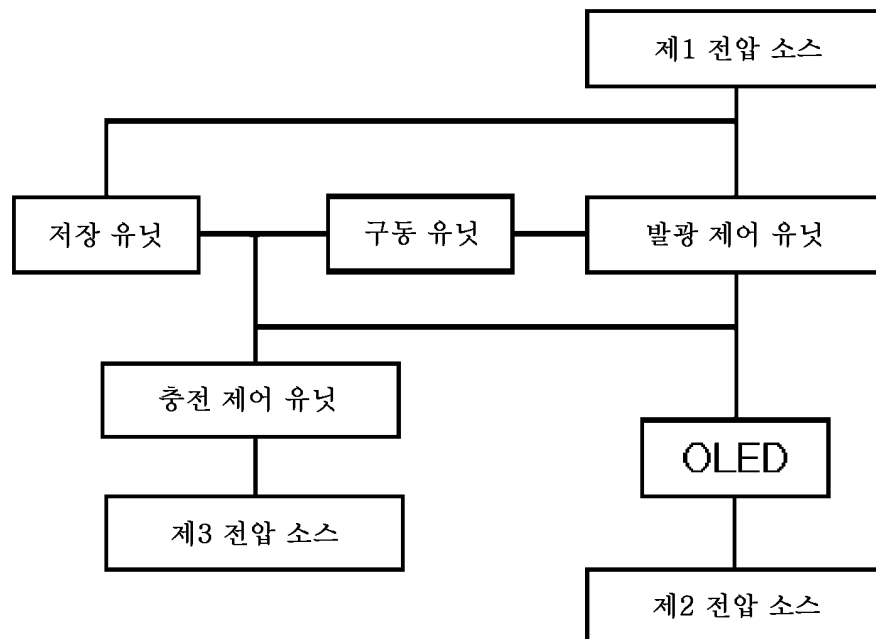 제1 전압 소스
저장 유닛
구동 유닛
발광 제어 유닛
충전 제어 유닛
OLED
제3 전압 소스
제2 전압 소스